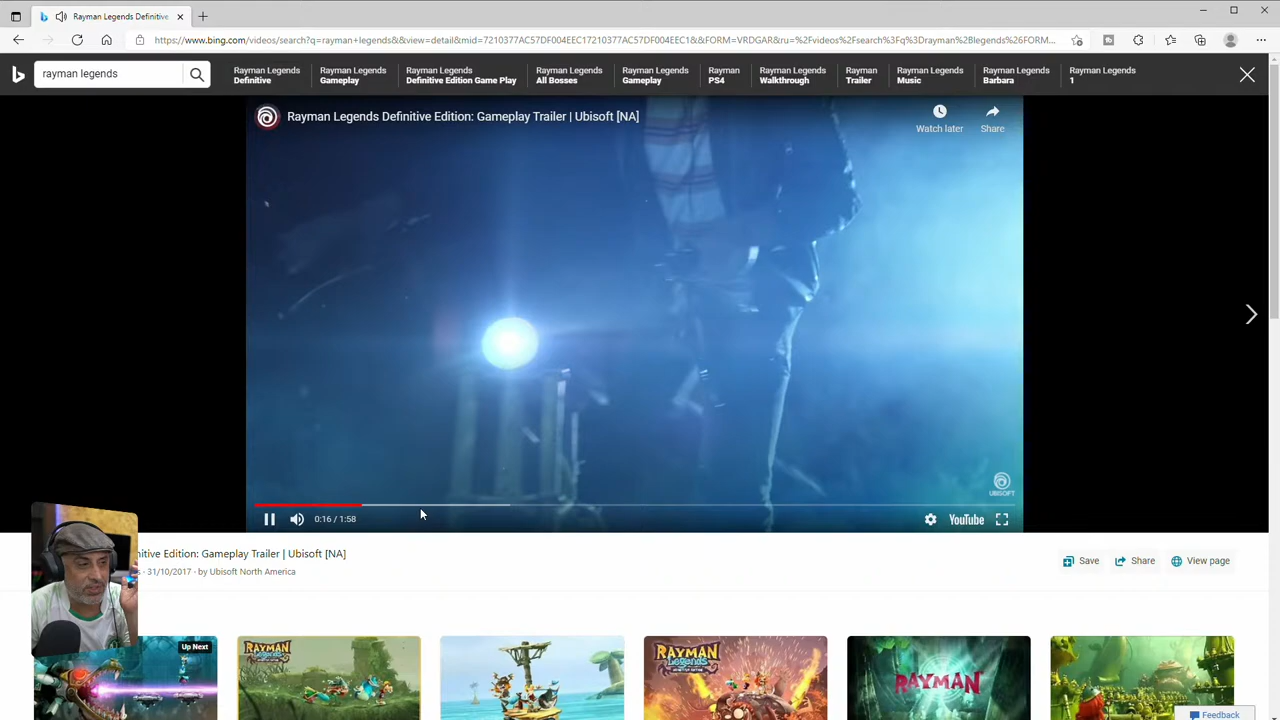 Rayman Legends Definitive
https://www.bing.com/videos/search?q=rayman+legends&&view=detail&mid=7210377AC57DF004EEC17210377AC57DF004EEC1&&FORM=VRDGAR&ru=%2Fvideos%2Fsearch%3Fq%3Drayman%2Blegends%26FORM...
rayman legends
Rayman Legends
Definitive
Rayman Legends
Gameplay
Rayman Legends
Definitive Edition Game Play
Rayman Legends
All Bosses
Rayman Legends
Gameplay
Rayman
PS4
Rayman Legends
Walkthrough
Rayman
Trailer
Rayman Legends
Music
Rayman Legends
Barbara
Rayman Legends
1
Rayman Legends Definitive Edition: Gameplay Trailer | Ubisoft [NA]
Watch later
Share
UBISOFT
0:16 / 1:58
YouTube
nitive Edition: Gameplay Trailer | Ubisoft [NA]
· 31/10/2017 · by Ubisoft North America
Save
Share
View page
Up Next
RAYMAN
Legends
RAYMAN
Legends
RAYMAN
Feedback